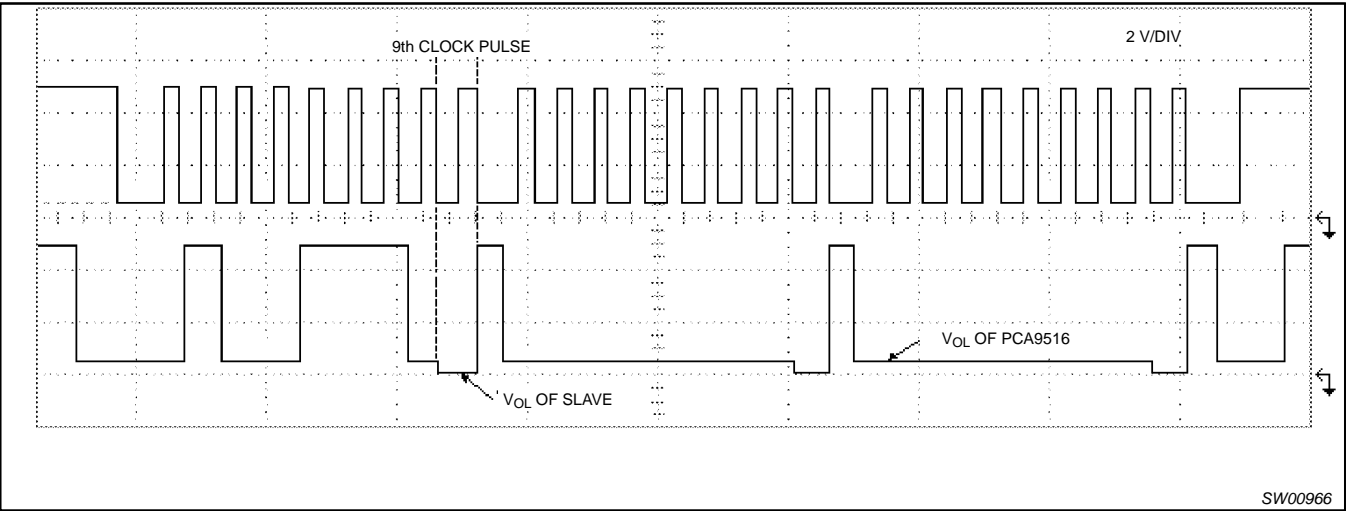 2 V/DIV
9th CLOCK PULSE
VOL OF PCA9516
VOL OF SLAVE
SW00966